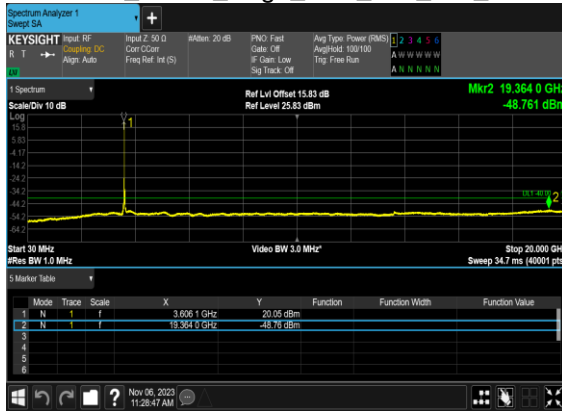 Spectrum Analyzer 1
Swept SA
KEYSIGHT Input: RF Input Z: 50 Ω #Atten: 20 dB PNO: Fast Avg Type: Power (RMS) 1 2 3 4 5 6
R T Coupling: DC Corr CCorr Gate: Off Avg|Hold: 100/100 A W W W W W
Align: Auto Freq Ref: Int (S) IF Gain: Low Trig: Free Run
Sig Track: Off A N N N N N
1 Spectrum Ref Lvl Offset 15.83 dB Mkr2 19.364 0 GHz
Scale/Div 10 dB Ref Level 25.83 dBm -48.761 dBm
Log
15.8
5.83
-4.17
-14.2
-24.2
-34.2
-44.2
-54.2
-64.2
1
2
Start 30 MHz Video BW 3.0 MHz* Stop 20.000 GH
#Res BW 1.0 MHz Sweep 34.7 ms (40001 pts
5 Marker Table
Mode Trace Scale X Y Function Function Width Function Value
1 N 1 f 3.606 1 GHz 20.05 dBm
2 N 1 f 19.364 0 GHz -48.76 dBm
3
4
5
6
? Nov 06, 2023
11:28:47 AM